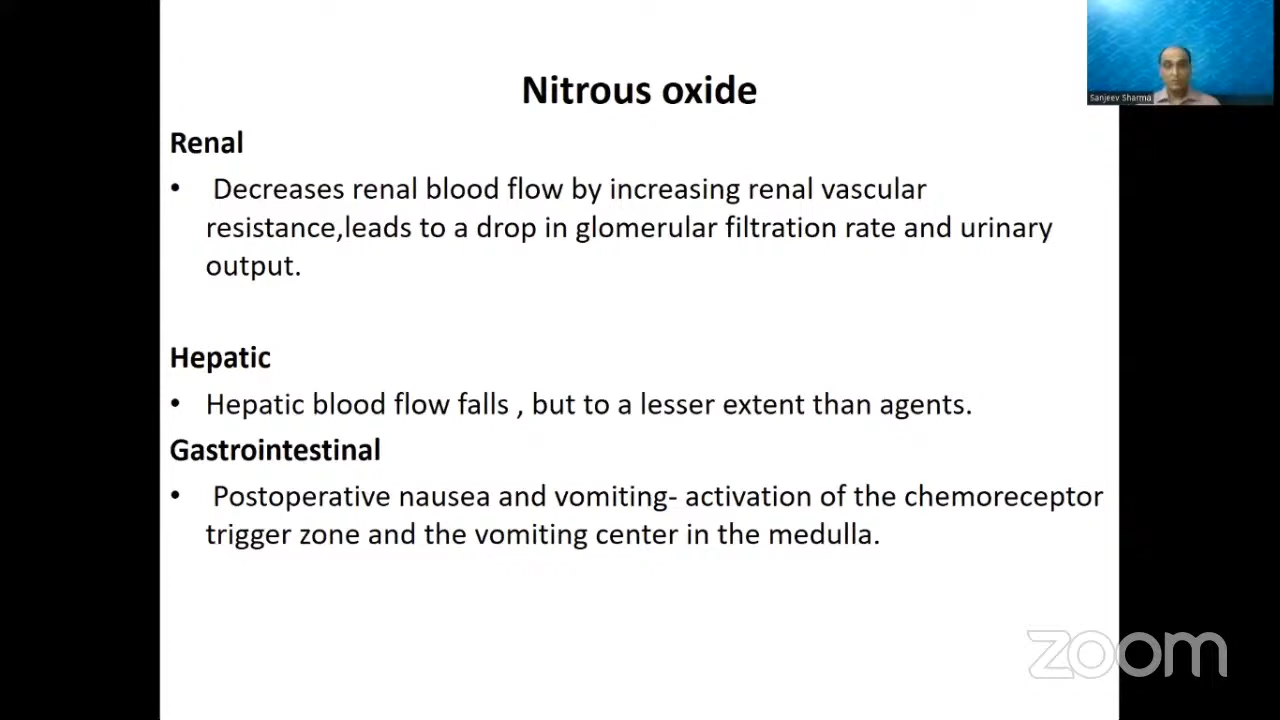 Nitrous oxide
Sanjeev Sharma
Renal
• Decreases renal blood flow by increasing renal vascular
resistance,leads to a drop in glomerular filtration rate and urinary
output.
Hepatic
• Hepatic blood flow falls , but to a lesser extent than agents.
Gastrointestinal
• Postoperative nausea and vomiting- activation of the chemoreceptor
trigger zone and the vomiting center in the medulla.
zoom